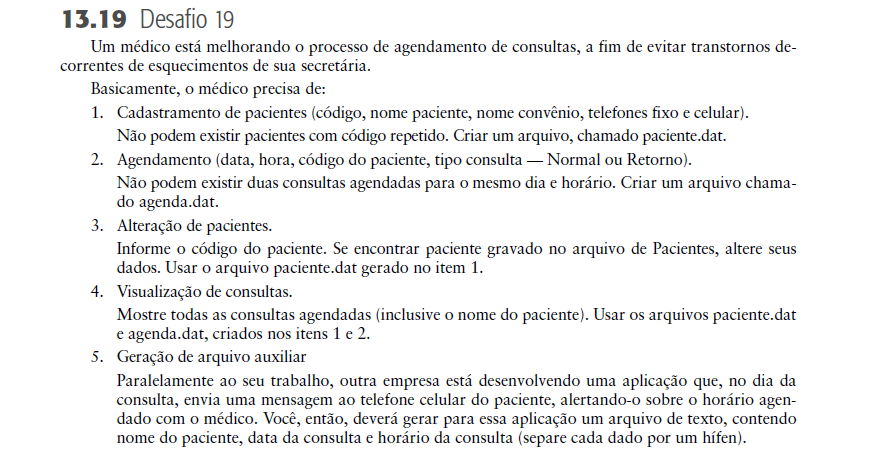 13.19 Desafio 19
Um médico está melhorando o processo de agendamento de consultas, a fim de evitar transtornos de-
correntes de esquecimentos de sua secretária.
Basicamente, o médico precisa de:
1. Cadastramento de pacientes (código, nome paciente, nome convênio, telefones fixo e celular).
Não podem existir pacientes com código repetido. Criar um arquivo, chamado paciente.dat.
2. Agendamento (data, hora, código do paciente, tipo consulta — Normal ou Retorno).
Não podem existir duas consultas agendadas para o mesmo dia e horário. Criar um arquivo chama-
do agenda.dat.
3. Alteração de pacientes.
Informe o código do paciente. Se encontrar paciente gravado no arquivo de Pacientes, altere seus
dados. Usar o arquivo paciente.dat gerado no item 1.
4. Visualização de consultas.
Mostre todas as consultas agendadas (inclusive o nome do paciente). Usar os arquivos paciente.dat
e agenda.dat, criados nos itens 1 e 2.
5. Geração de arquivo auxiliar
Paralelamente ao seu trabalho, outra empresa está desenvolvendo uma aplicação que, no dia da
consulta, envia uma mensagem ao telefone celular do paciente, alertando-o sobre o horário agen-
dado com o médico. Você, então, deverá gerar para essa aplicação um arquivo de texto, contendo
nome do paciente, data da consulta e horário da consulta (separe cada dado por um hífen).